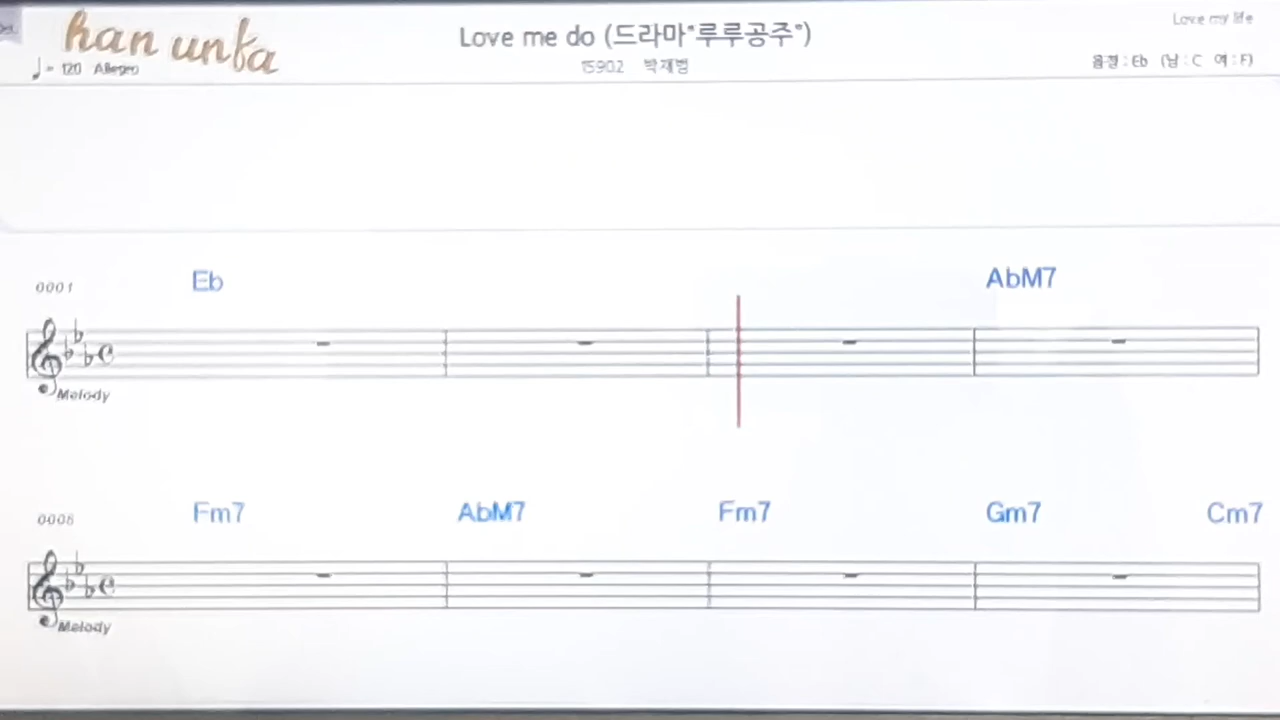 han unfa
Love me do (드라마"루루공주")
Love my life
♩= 120 Allegro
15902 박재범
음정 : Eb (남 : C 여 : F)
0001
Eb
AbM7
Melody
Fm7
AbM7
Fm7
Gm7
Cm7
Melody